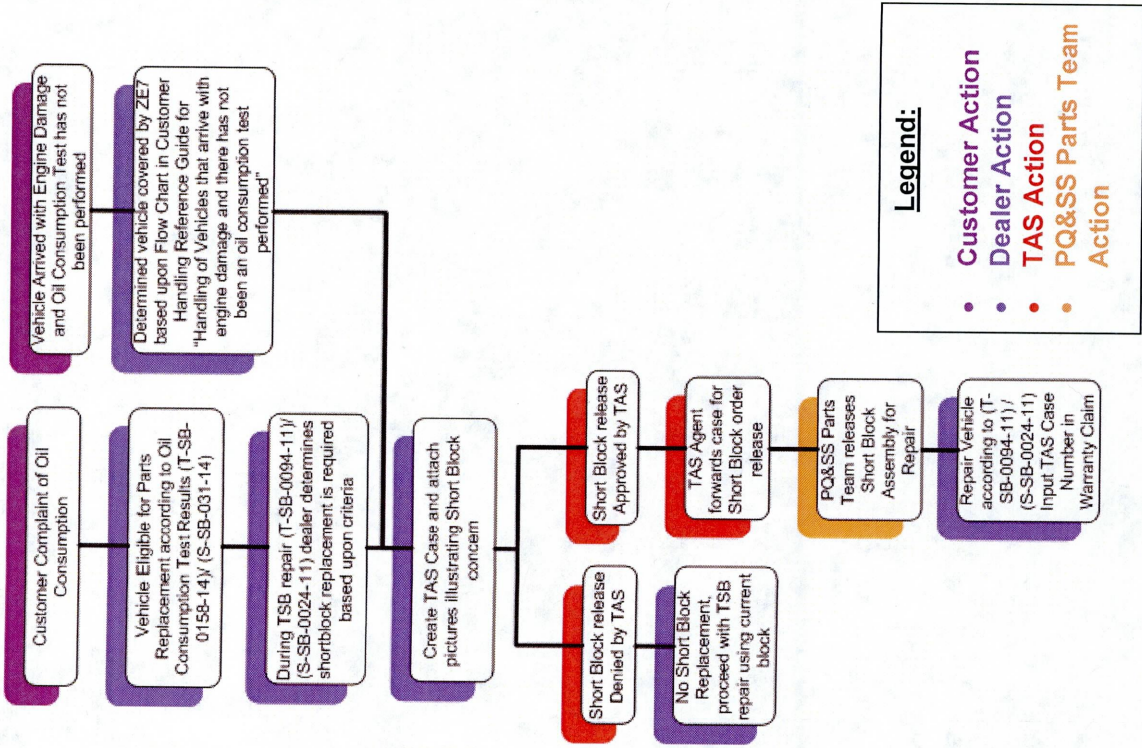 Customer Complaint of Oil
Consumption
Vehicle Eligible for Parts
Replacement according to Oil
Consumption Test Results (T-SB-
0158-14)/ (S-SB-031-14)
During TSB repair (T-SB-0094-11)/
(S-SB-0024-11) dealer determines
shortblock replacement is required
based upon criteria
Vehicle Arrived with Engine Damage
and Oil Consumption Test has not
been performed
Determined vehicle covered by ZE7
based upon Flow Chart in Customer
Handling Reference Guide for
"Handling of Vehicles that arrive with
engine damage and there has not
been an oil consumption test
performed"
Create TAS Case and attach
pictures illustrating Short Block
concern
Short Block release
Denied by TAS
No Short Block
Replacement,
proceed with TSB
repair using current
block
Short Block release
Approved by TAS
TAS Agent
forwards case for
Short Block order
release
PQ&SS Parts
Team releases
Short Block
Assembly for
Repair
Repair Vehicle
according to (T-
SB-0094-11) /
(S-SB-0024-11)
Input TAS Case
Number in
Warranty Claim
Legend:
• Customer Action
• Dealer Action
• TAS Action
• PQ&SS Parts Team
Action